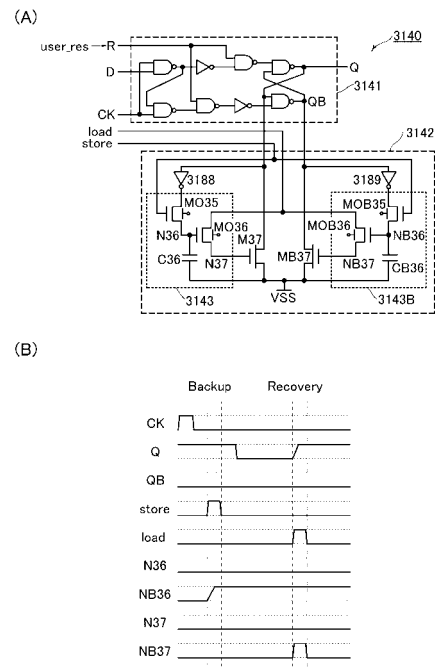 (A)
3140
user_res
R
D
Q
CK
QB
3141
load
store
3142
3188
3189
MO35
MOB35
N36
MO36
MOB36
NB36
C36
N37
M37
MB37
NB37
CB36
VSS
3143
3143B
(B)
Backup Recovery
CK
Q
QB
store
load
N36
NB36
N37
NB37